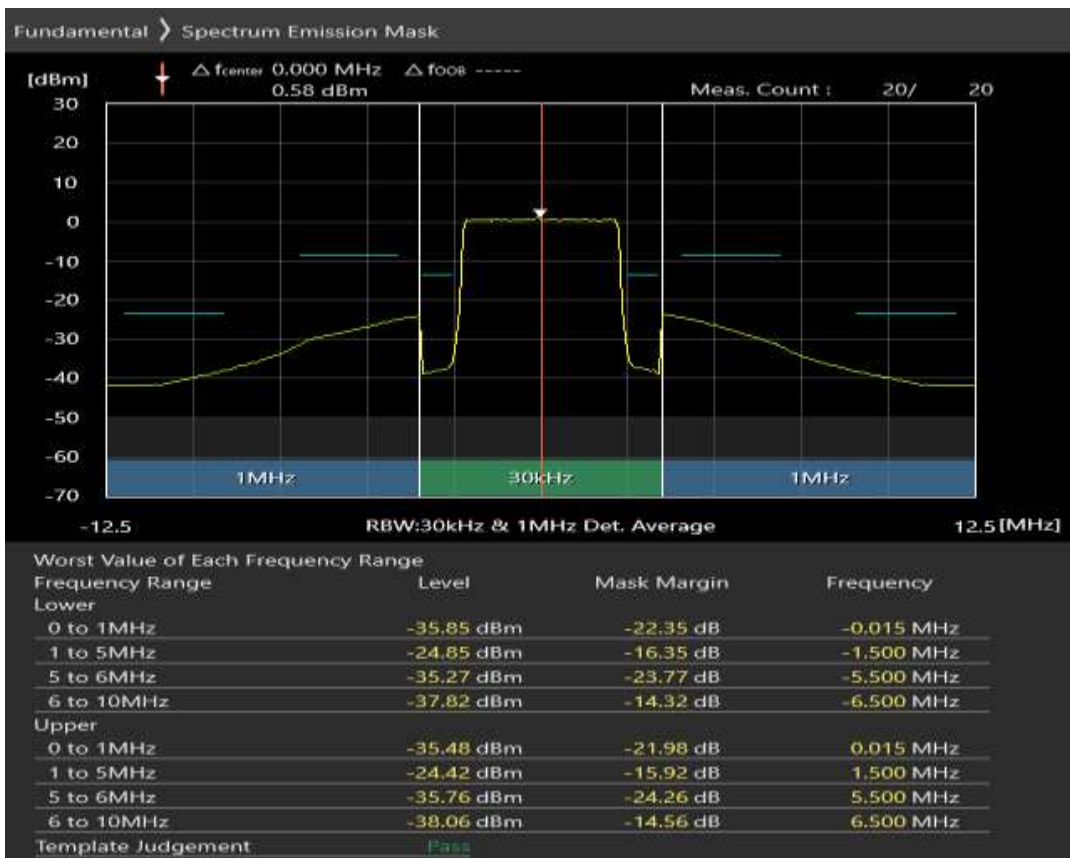 Fundamental ❯ Spectrum Emission Mask
[dBm] △ fcenter 0.000 MHz △ fOOB -----
0.58 dBm Meas. Count : 20/ 20
30
20
10
0
-10
-20
-30
-40
-50
-60
-70
1MHz 30kHz 1MHz
-12.5 RBW:30kHz & 1MHz Det. Average 12.5 [MHz]
Worst Value of Each Frequency Range
Frequency Range Level Mask Margin Frequency
Lower
0 to 1MHz -35.85 dBm -22.35 dB -0.015 MHz
1 to 5MHz -24.85 dBm -16.35 dB -1.500 MHz
5 to 6MHz -35.27 dBm -23.77 dB -5.500 MHz
6 to 10MHz -37.82 dBm -14.32 dB -6.500 MHz
Upper
0 to 1MHz -35.48 dBm -21.98 dB 0.015 MHz
1 to 5MHz -24.42 dBm -15.92 dB 1.500 MHz
5 to 6MHz -35.76 dBm -24.26 dB 5.500 MHz
6 to 10MHz -38.06 dBm -14.56 dB 6.500 MHz
Template Judgement Pass